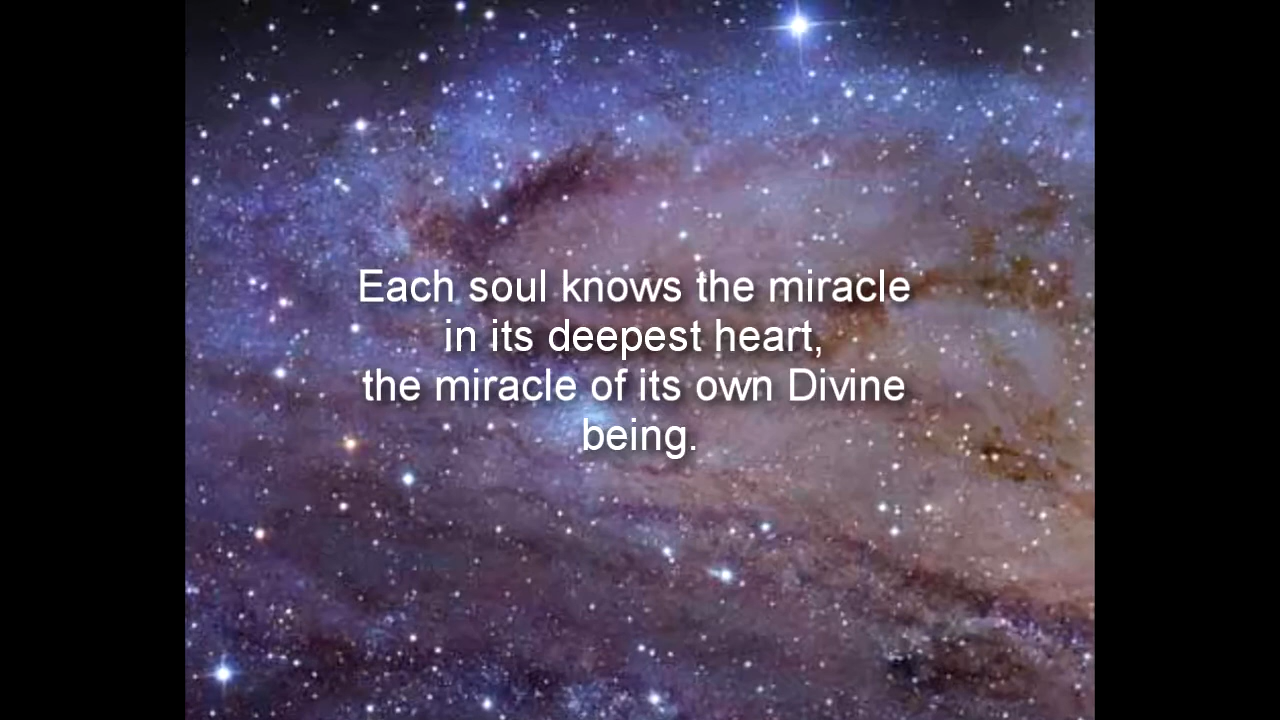 Each soul knows the miracle
in its deepest heart,
the miracle of its own Divine
being.